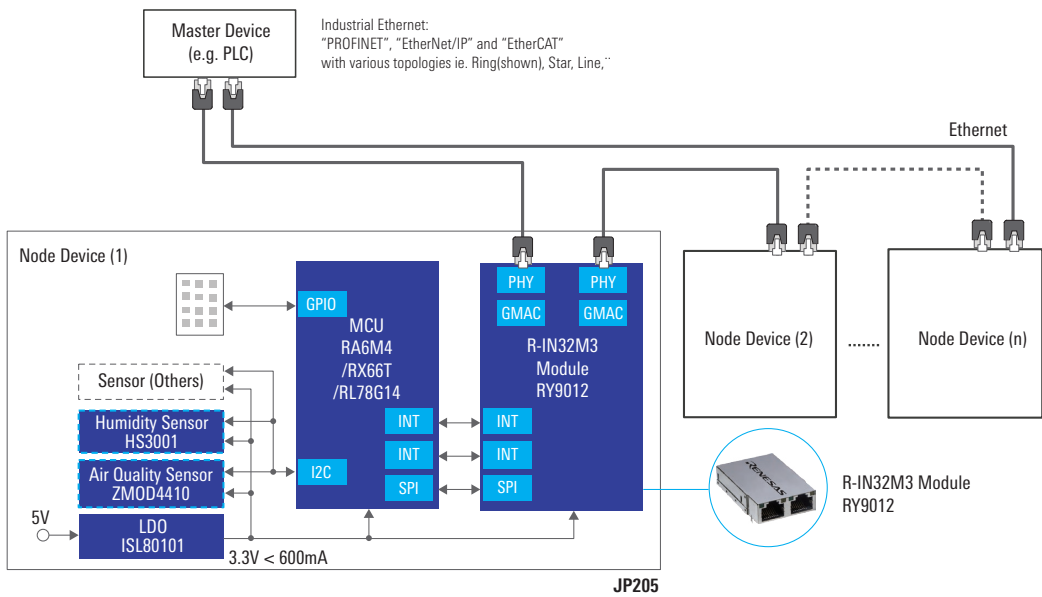 Master Device
(e.g. PLC)
Industrial Ethernet:
“PROFINET”, “EtherNet/IP” and “EtherCAT”
with various topologies ie. Ring(shown), Star, Line,¨
Ethernet
Node Device (1)
PHY
PHY
GMAC
GMAC
GPIO
MCU
RA6M4
/RX66T
/RL78G14
R-IN32M3
Module
RY9012
Node Device (2)
.......
Node Device (n)
Sensor (Others)
Humidity Sensor
HS3001
Air Quality Sensor
ZMOD4410
INT
INT
INT
INT
I2C
SPI
SPI
5V
LDO
ISL80101
3.3V < 600mA
RENESAS
R-IN32M3 Module
RY9012
JP205